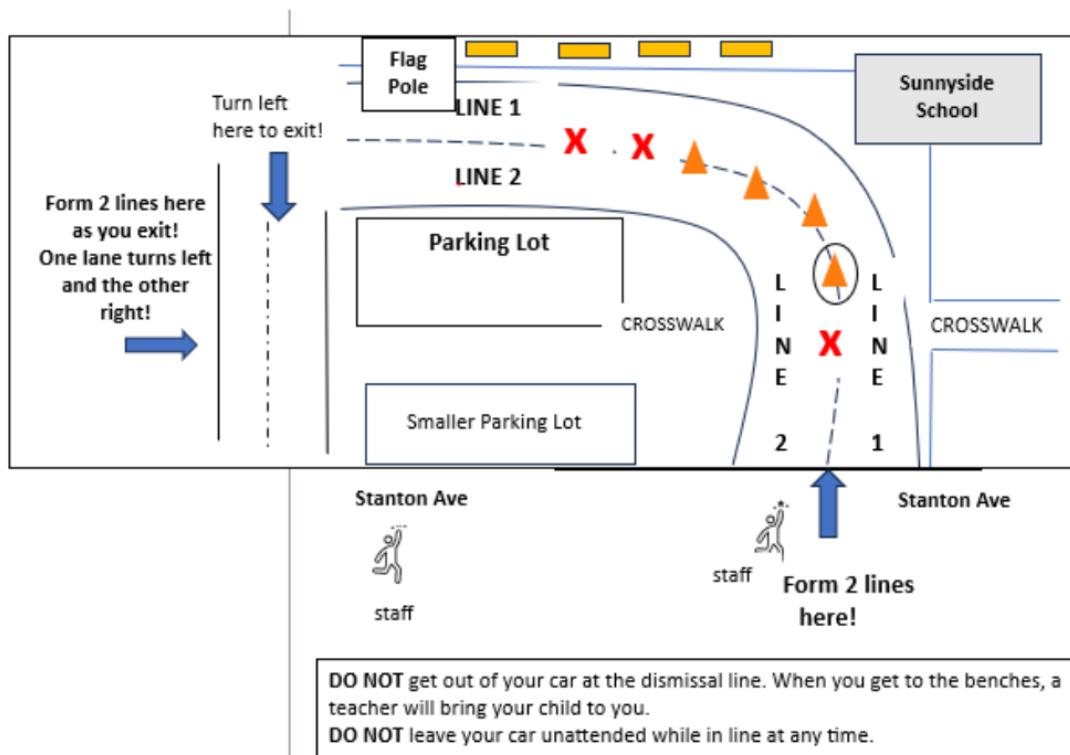 Flag
Pole
Sunnyside
School
Turn left
here to exit!
LINE 1
X X
LINE 2
Form 2 lines here
as you exit!
One lane turns left
and the other
right!
Parking Lot
L
I
N
E
2
L
I
N
E
1
X
CROSSWALK
CROSSWALK
Smaller Parking Lot
Stanton Ave
Stanton Ave
staff
staff
Form 2 lines
here!
DO NOT get out of your car at the dismissal line. When you get to the benches, a
teacher will bring your child to you.
DO NOT leave your car unattended while in line at any time.